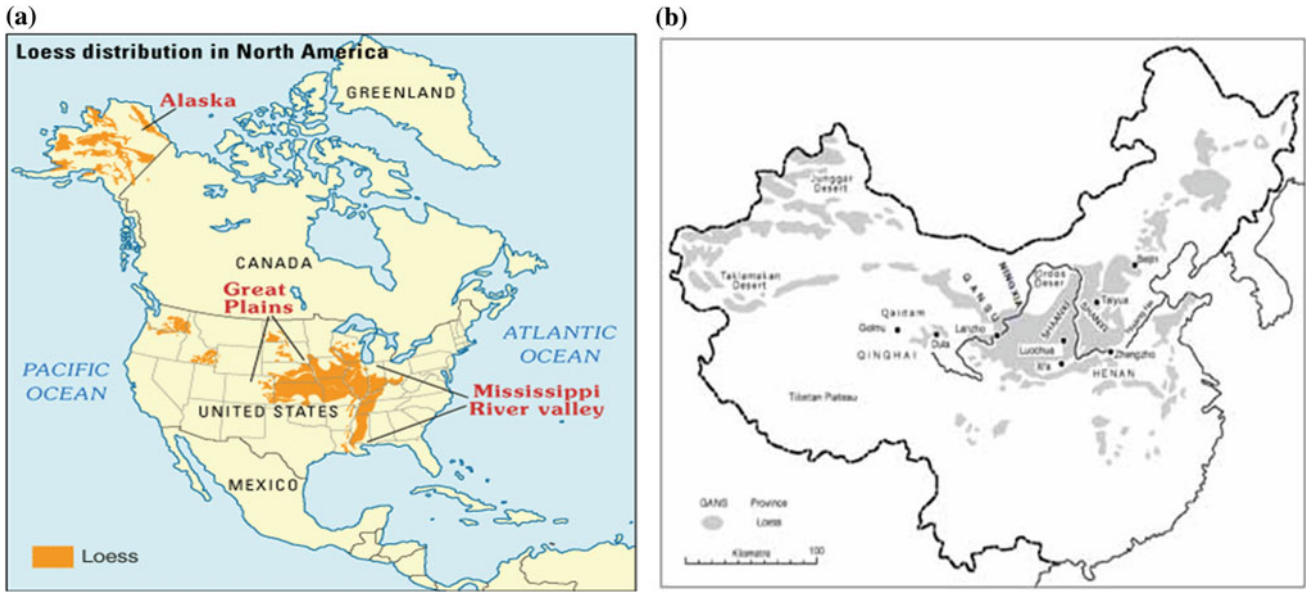 (a)
Loess distribution in North America
GREENLAND
Alaska
CANADA
Great
Plains
ATLANTIC
OCEAN
PACIFIC
OCEAN
UNITED STATES
Mississippi
River valley
MEXICO
Loess
(b)
Junggar
Desert
Taklamakan
Desert
GANSU
NINGXIA
Ordos
Deser
Beijin
Taiyua
SHAANXI
SHANXI
Huang He
Qaidam
Golmu
Dula
Lanzho
QINGHAI
Luochua
Xi'a
Zhengzho
HENAN
Tibetan Plateau
GANS
Province
Loess
Kilometre
100